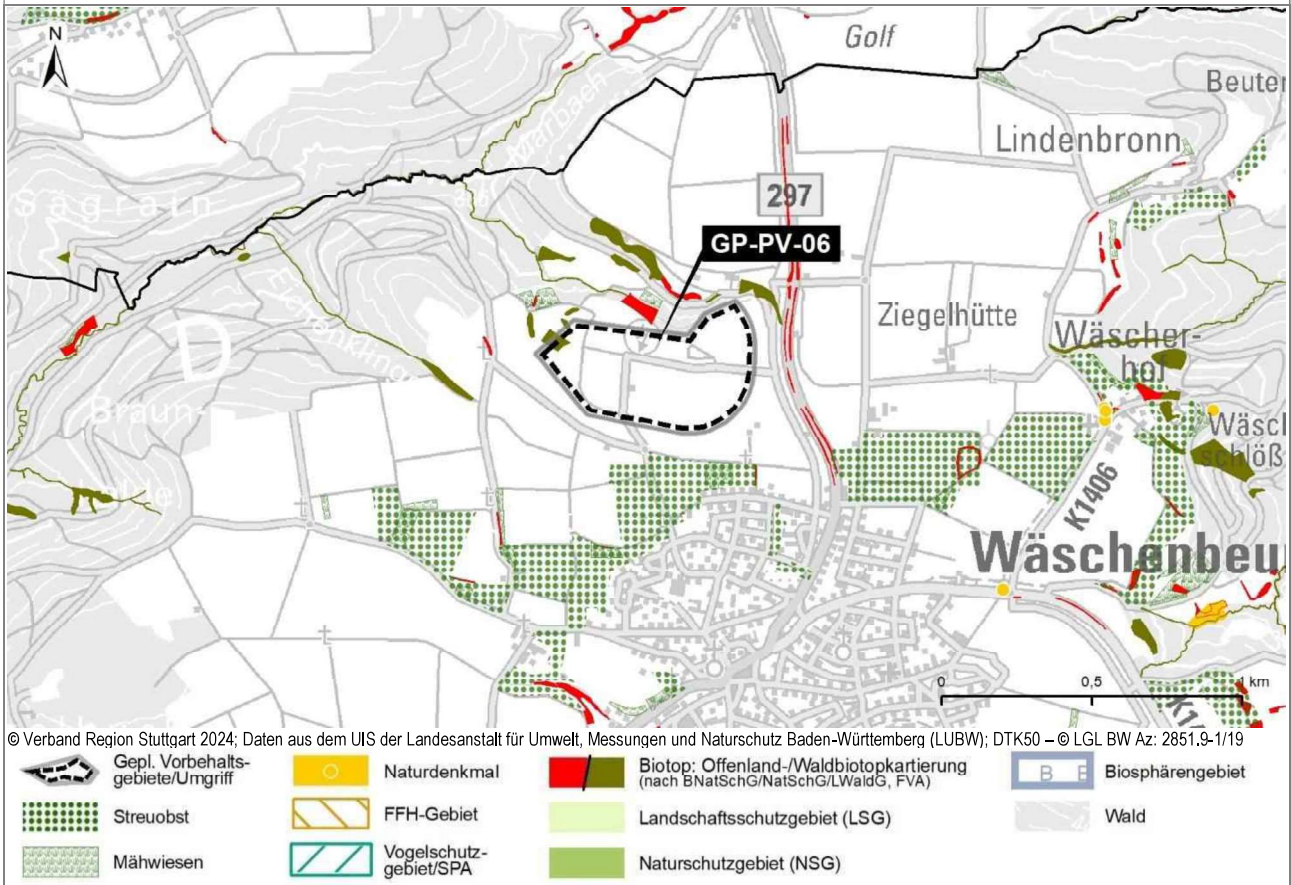 N
Golf
Beuter
Marbach
Lindenbronn
Sägrain
297
GP-PV-06
Ziegelhütte
Wäscher-
hof
D
Braun-
Wäsch
schlöß
K1406
Wäschenbeu
0 0,5 1 km
K1
© Verband Region Stuttgart 2024; Daten aus dem UIS der Landesanstalt für Umwelt, Messungen und Naturschutz Baden-Württemberg (LUBW); DTK50 – © LGL BW Az: 2851.9-1/19
Gepl. Vorbehalts-
gebiete/Umgriff
Naturdenkmal
Biotop: Offenland-/Waldbiotopkartierung
(nach BNatSchG/NatSchG/LWaldG, FVA)
B B
Biosphärengebiet
Streuobst
FFH-Gebiet
Landschaftsschutzgebiet (LSG)
Wald
Mähwiesen
Vogelschutz-
gebiet/SPA
Naturschutzgebiet (NSG)